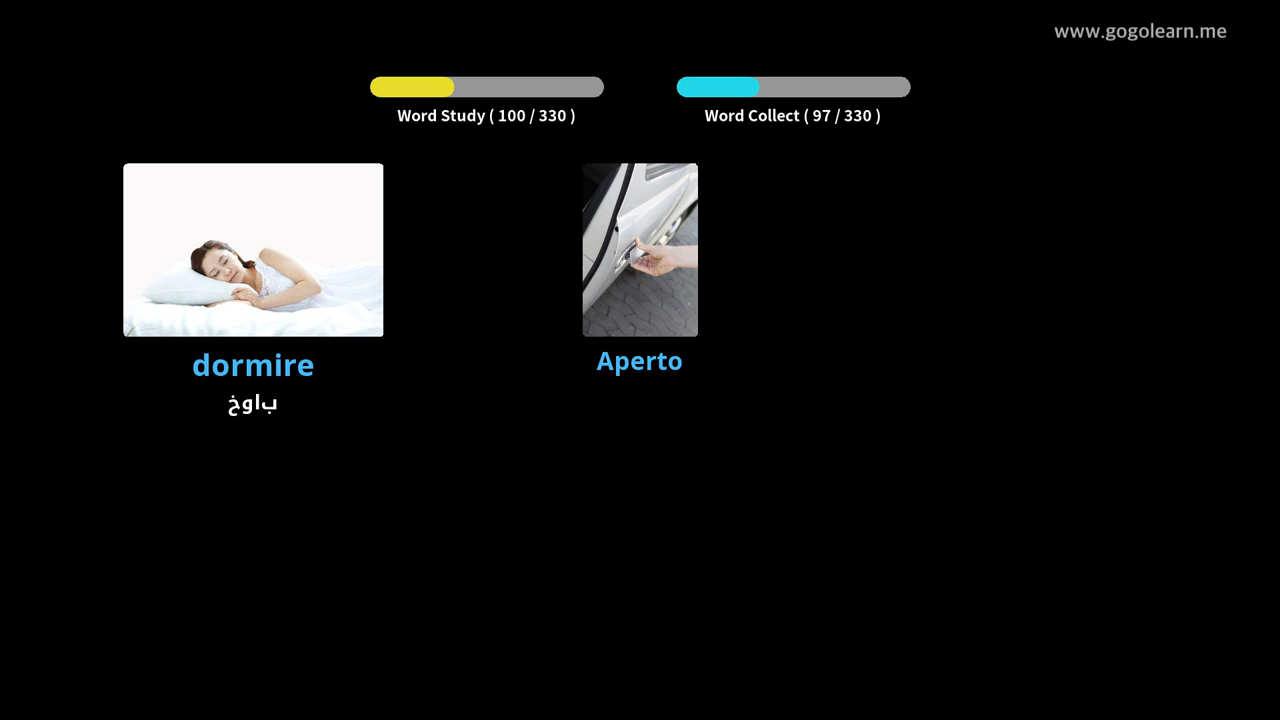 www.gogolearn.me
Word Study ( 100 / 330 )
Word Collect ( 97 / 330 )
dormire
باوخ
Aperto